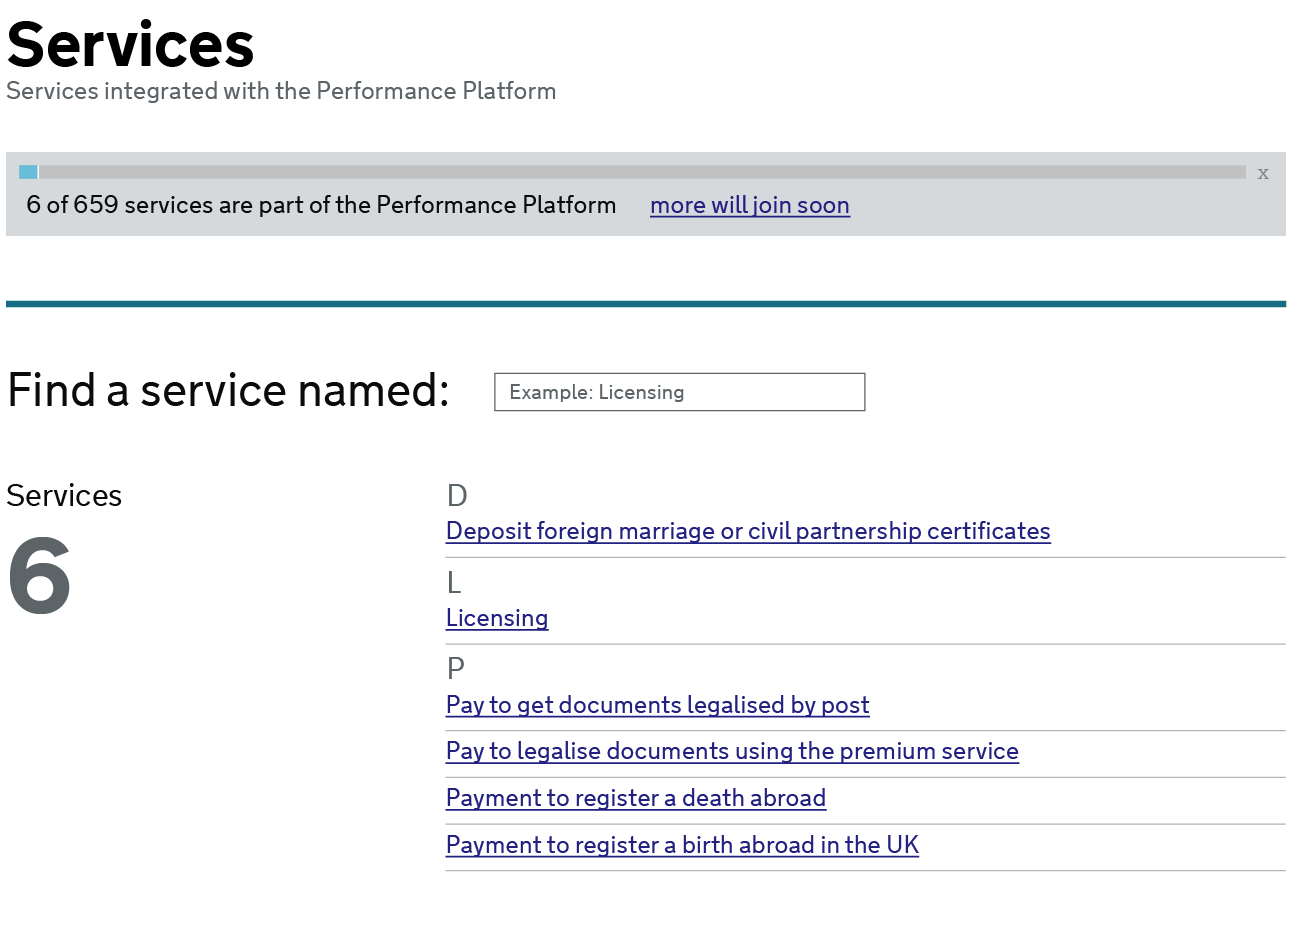 Services
Services integrated with the Performance Platform
x
6 of 659 services are part of the Performance Platform more will join soon
Find a service named: Example: Licensing
Services
6
D
Deposit foreign marriage or civil partnership certificates
L
Licensing
P
Pay to get documents legalised by post
Pay to legalise documents using the premium service
Payment to register a death abroad
Payment to register a birth abroad in the UK